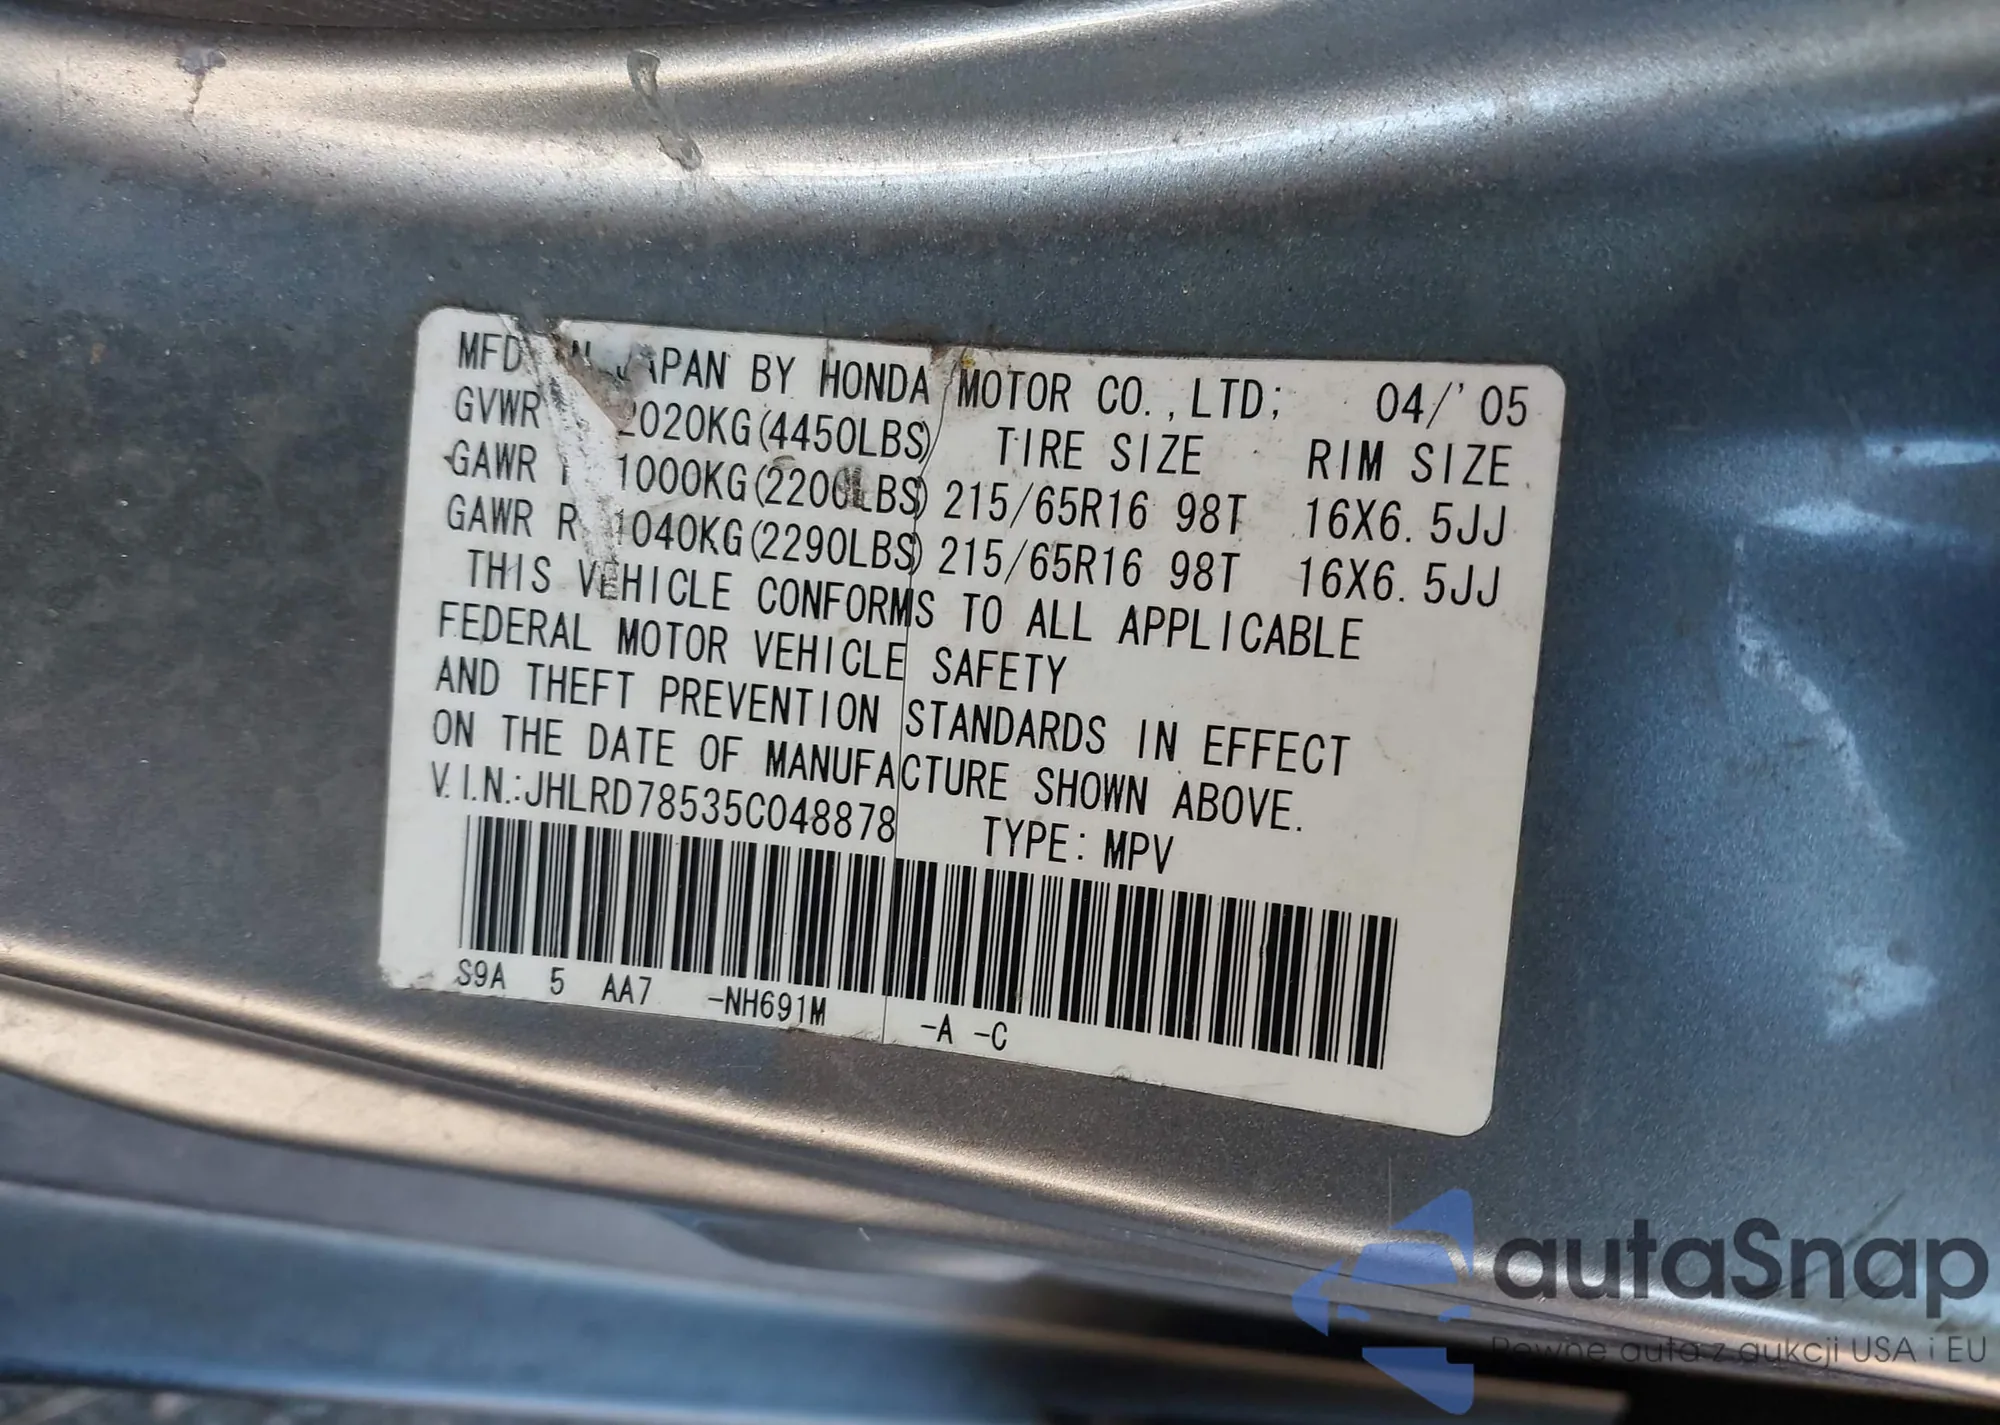 MFD IN JAPAN BY HONDA MOTOR CO.,LTD; 04/'05
GVWR 2020KG(4450LBS) TIRE SIZE RIM SIZE
GAWR 1000KG(2200LBS) 215/65R16 98T 16X6.5JJ
GAWR R 1040KG(2290LBS) 215/65R16 98T 16X6.5JJ
THIS VEHICLE CONFORMS TO ALL APPLICABLE
FEDERAL MOTOR VEHICLE SAFETY
AND THEFT PREVENTION STANDARDS IN EFFECT
ON THE DATE OF MANUFACTURE SHOWN ABOVE.
V.I.N.:JHLRD78535C048878 TYPE: MPV
S9A 5 AA7 -NH691M -A -C
autaSnap
Pewne auta z aukcji USA i EU